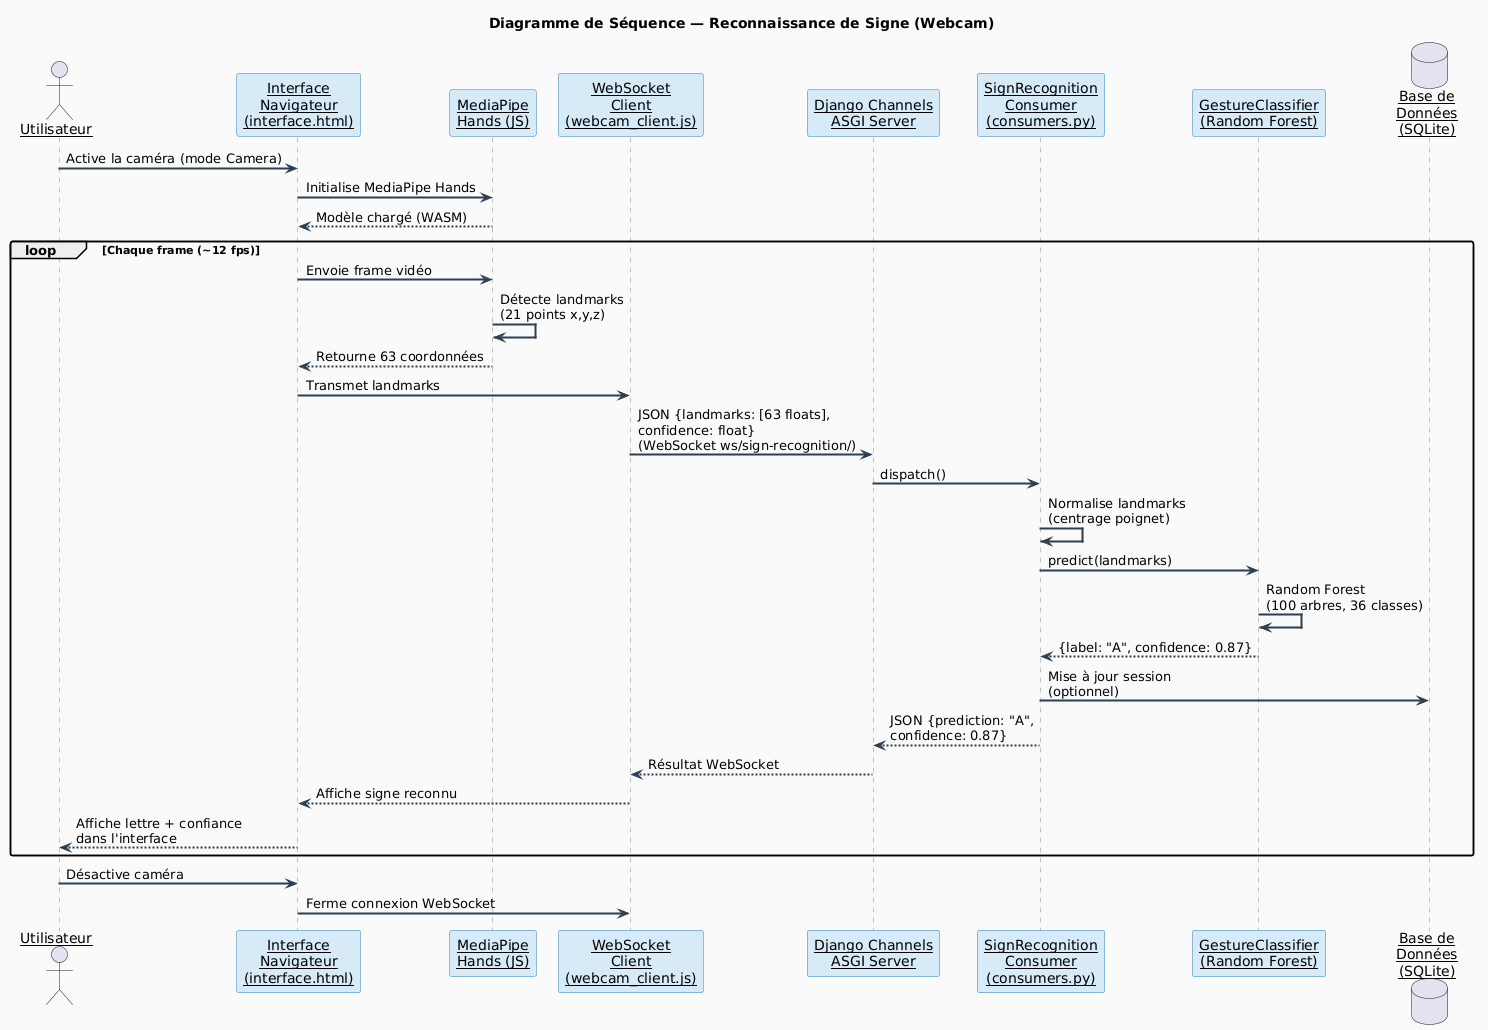 Diagramme de Séquence — Reconnaissance de Signe (Webcam)
Utilisateur
Interface
Navigateur
(interface.html)
MediaPipe
Hands (JS)
WebSocket
Client
(webcam_client.js)
Django Channels
ASGI Server
SignRecognition
Consumer
(consumers.py)
GestureClassifier
(Random Forest)
Base de
Données
(SQLite)
Active la caméra (mode Camera)
Initialise MediaPipe Hands
Modèle chargé (WASM)
loop [Chaque frame (~12 fps)]
Envoie frame vidéo
Détecte landmarks
(21 points x,y,z)
Retourne 63 coordonnées
Transmet landmarks
JSON {landmarks: [63 floats],
confidence: float}
(WebSocket ws/sign-recognition/)
dispatch()
Normalise landmarks
(centrage poignet)
predict(landmarks)
Random Forest
(100 arbres, 36 classes)
{label: "A", confidence: 0.87}
Mise à jour session
(optionnel)
JSON {prediction: "A",
confidence: 0.87}
Résultat WebSocket
Affiche signe reconnu
Affiche lettre + confiance
dans l'interface
Désactive caméra
Ferme connexion WebSocket
Utilisateur
Interface
Navigateur
(interface.html)
MediaPipe
Hands (JS)
WebSocket
Client
(webcam_client.js)
Django Channels
ASGI Server
SignRecognition
Consumer
(consumers.py)
GestureClassifier
(Random Forest)
Base de
Données
(SQLite)